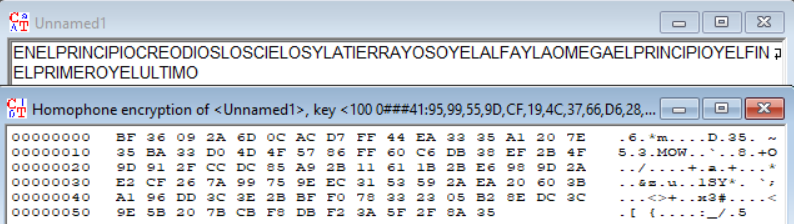 Unnamed1
ENELPRINCIPIOCREODIOSLOSCIELOSYLATIERRAYOSOYELALFAYLAOMEGAELPRINCIPIOYELFIN
ELPRIMEROYELULTIMO
Homophone encryption of <Unnamed1>, key <100 0###41:95,99,55,9D,CF,19,4C,37,66,D6,28,...
00000000 BF 36 09 2A 6D 0C AC D7 FF 44 EA 33 35 A1 20 7E .6.*m....D.35. ~
00000010 35 BA 33 D0 4D 4F 57 86 FF 60 C6 DB 38 EF 2B 4F 5.3.MOW..`..8.+O
00000020 9D 91 2F CC DC 85 A9 2B 11 61 1B 2B E6 98 9D 2A ../....+.a.+...*
00000030 E2 CF 26 7A 99 75 9E EC 31 53 59 2A EA 20 60 3B ..&z.u..1SY*. `;
00000040 A1 96 DD 3C 3E 2B BF F0 78 33 23 05 B2 8E DC 3C ...<>+..x3#....<
00000050 9E 5B 20 7B CB F8 DB F2 3A 5F 2F 8A 35 .[ {....:_/.5